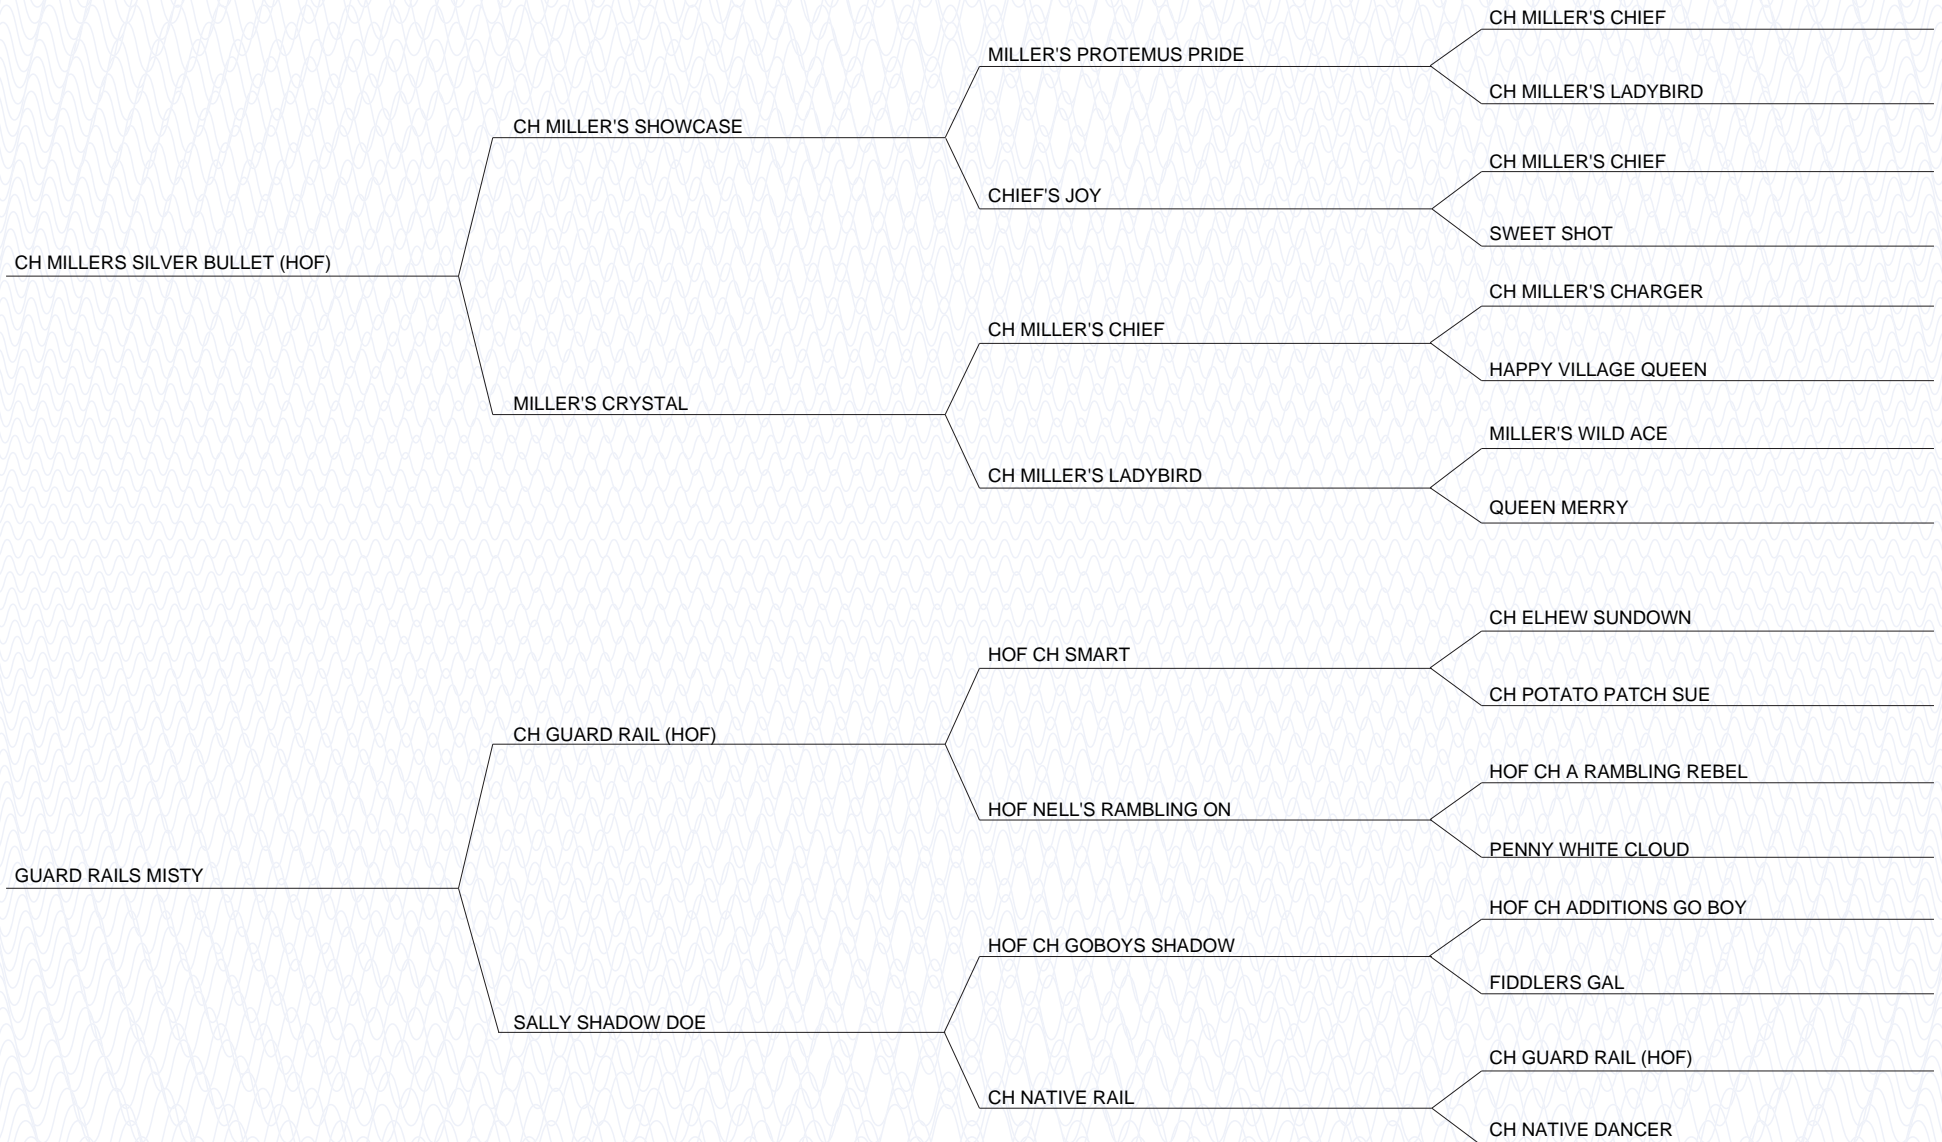 CH MILLER'S CHIEF
MILLER'S PROTEMUS PRIDE
CH MILLER'S LADYBIRD
CH MILLER'S SHOWCASE
CH MILLER'S CHIEF
CHIEF'S JOY
SWEET SHOT
CH MILLERS SILVER BULLET (HOF)
CH MILLER'S CHARGER
CH MILLER'S CHIEF
HAPPY VILLAGE QUEEN
MILLER'S CRYSTAL
MILLER'S WILD ACE
CH MILLER'S LADYBIRD
QUEEN MERRY
CH ELHEW SUNDOWN
HOF CH SMART
CH POTATO PATCH SUE
CH GUARD RAIL (HOF)
HOF CH A RAMBLING REBEL
HOF NELL'S RAMBLING ON
PENNY WHITE CLOUD
GUARD RAILS MISTY
HOF CH ADDITIONS GO BOY
HOF CH GOBOYS SHADOW
FIDDLERS GAL
SALLY SHADOW DOE
CH GUARD RAIL (HOF)
CH NATIVE RAIL
CH NATIVE DANCER